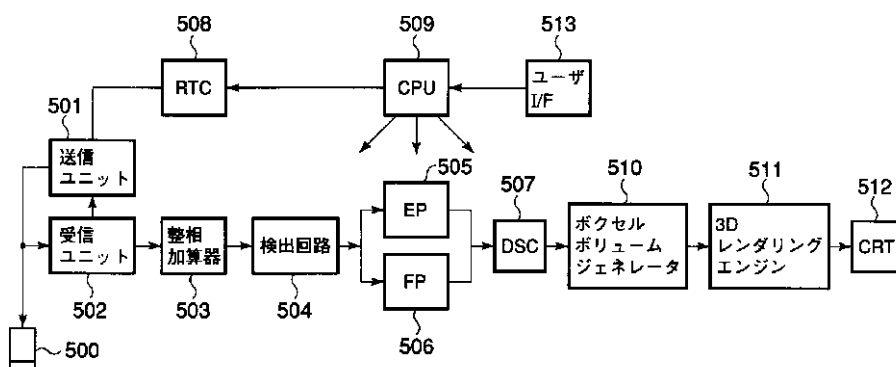 508
509
513
RTC
CPU
ユーザ
I/F
501
送信
ユニット
505
EP
507
DSC
510
ボクセル
ボリューム
ジェネレータ
511
3D
レンダリング
エンジン
512
CRT
受信
ユニット
整相
加算器
検出回路
FP
502
503
504
506
500